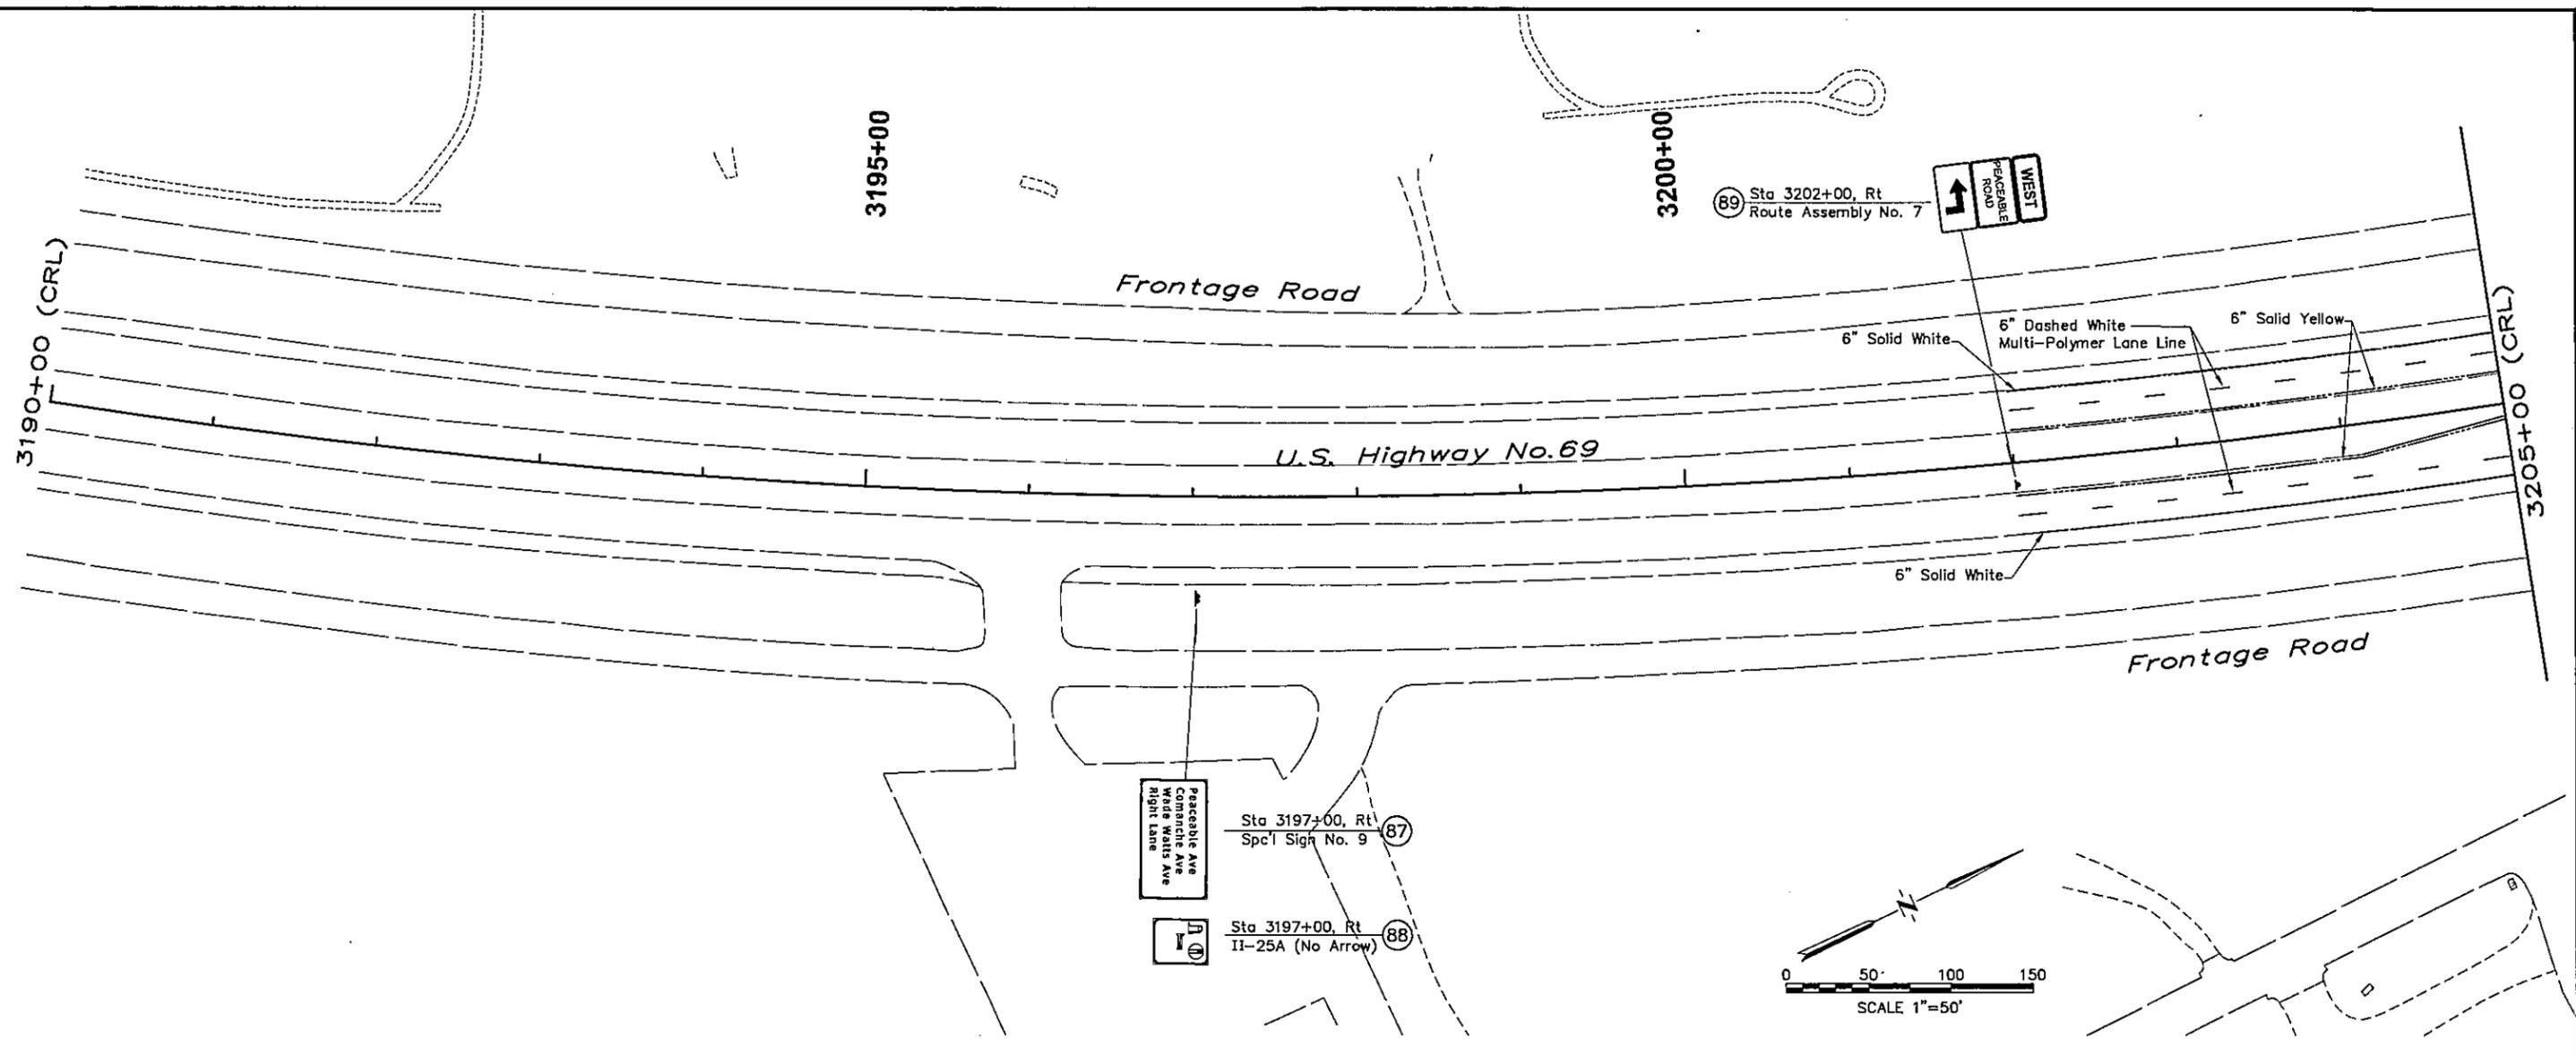 3195+00
3200+00
89
Sta 3202+00, Rt
Route Assembly No. 7
WEST
PEACEABLE
ROAD
3190+00 (CRL)
Frontage Road
6" Solid White
6" Dashed White
Multi-Polymer Lane Line
6" Solid Yellow
3205+00 (CRL)
U.S. Highway No.69
6" Solid White
Frontage Road
Peaceable Ave
Comanche Ave
Wade Watts Ave
Right Lane
Sta 3197+00, Rt
Spc'l Sign No. 9
87
Sta 3197+00, Rt
II-25A (No Arrow)
88
N
0 50' 100 150
SCALE 1"=50'